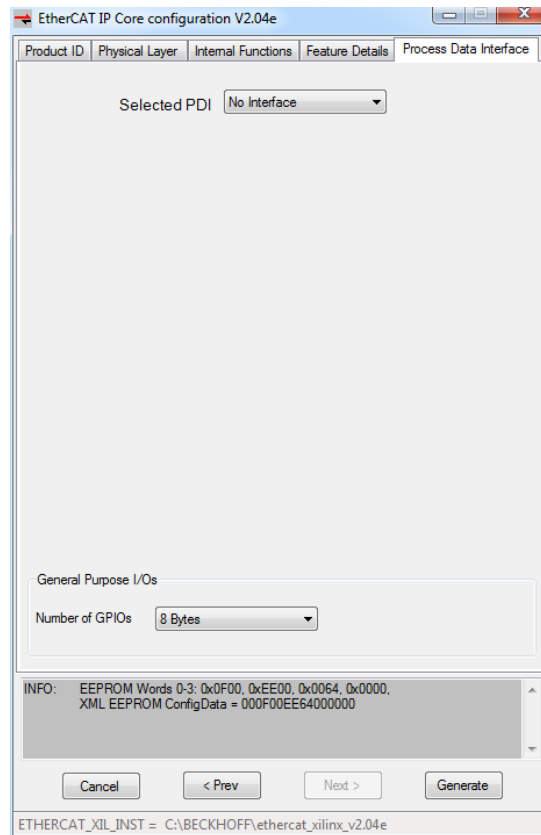 EtherCAT IP Core configuration V2.04e
Product ID Physical Layer Internal Functions Feature Details Process Data Interface
Selected PDI No Interface
General Purpose I/Os
Number of GPIOs 8 Bytes
INFO: EEPROM Words 0-3: 0x0F00, 0xEE00, 0x0064, 0x0000,
XML EEPROM ConfigData = 000F00EE64000000
Cancel < Prev Next > Generate
ETHERCAT_XIL_INST = C:\BECKHOFF\ethercat_xilinx_v2.04e